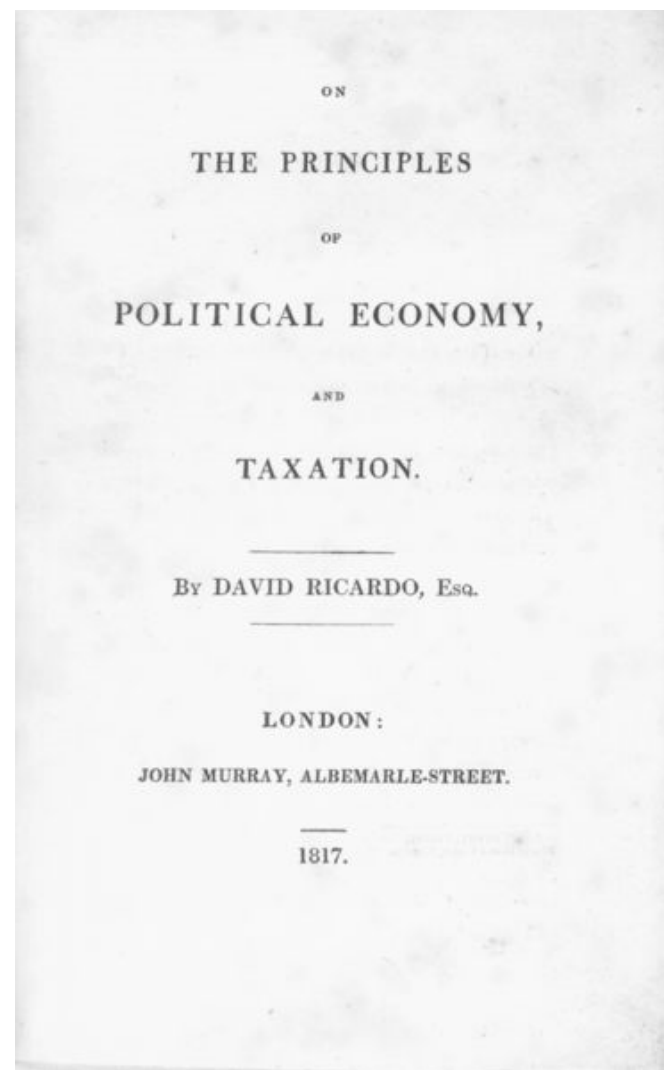 ON
THE PRINCIPLES
OF
POLITICAL ECONOMY,
AND
TAXATION.
By DAVID RICARDO, Esq.
LONDON:
JOHN MURRAY, ALBEMARLE-STREET.
1817.